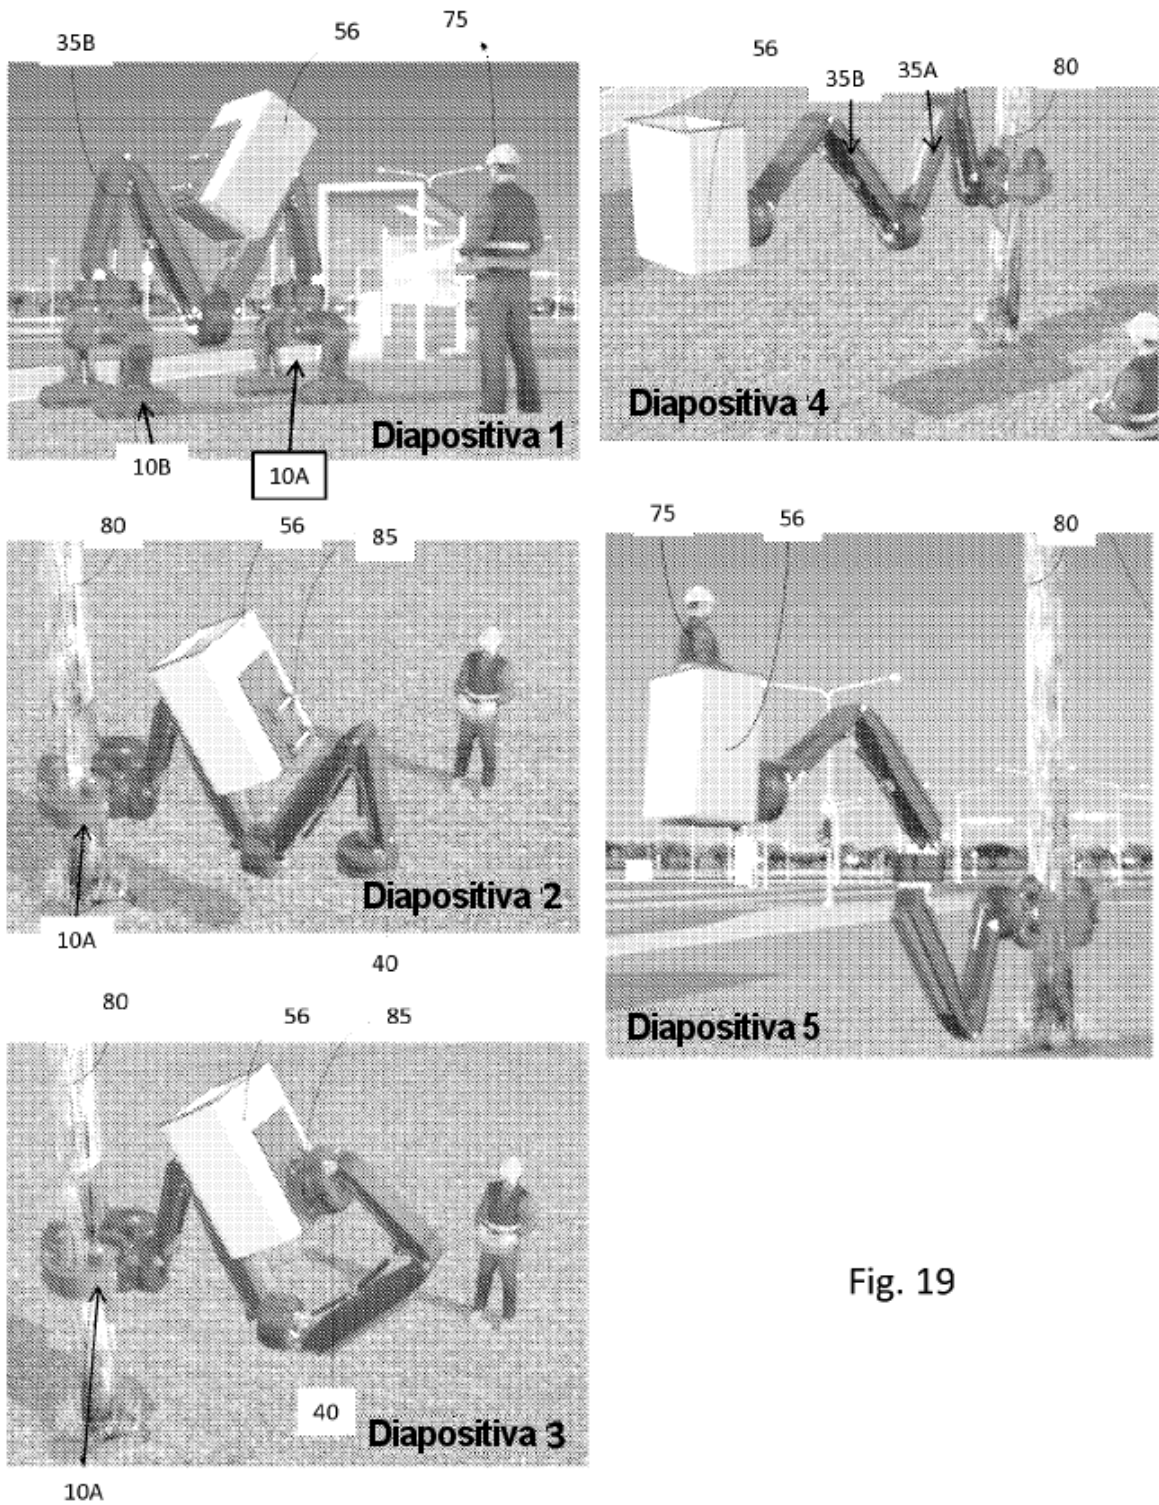 35B
56
75
10B
10A
Diapositiva 1
80
56
85
10A
Diapositiva 2
40
80
56
85
40
Diapositiva 3
10A
56
35B
35A
80
Diapositiva 4
75
56
80
Diapositiva 5
Fig. 19